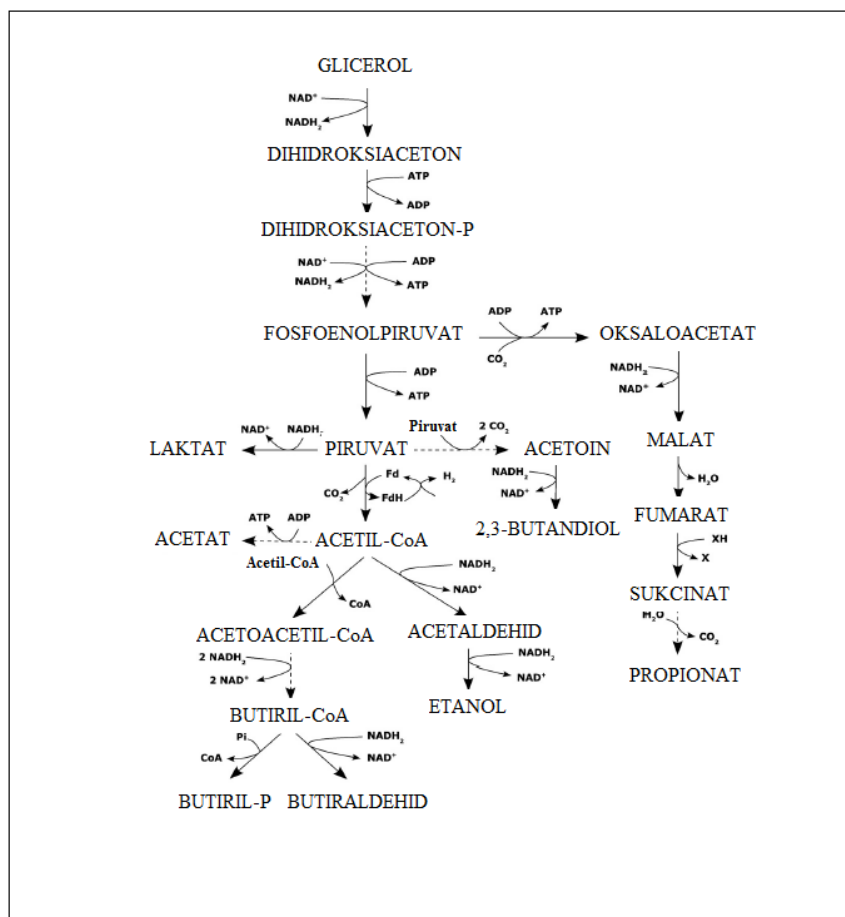 GLICEROL
NAD⁺
NADH₂
DIHIDROKSIACETON
ATP
ADP
DIHIDROKSIACETON-P
NAD⁺ ADP
NADH₂ ATP
ADP ATP
FOSFOENOLPIRUVAT OKSALOACETAT
CO₂
NADH₂
NAD⁺
ADP
ATP
NAD⁺ NADH₂ Piruvat 2 CO₂
LAKTAT PIRUVAT ACETOIN MALAT
Fd H₂ NADH₂
CO₂ FdH NAD⁺
H₂O
ATP ADP
ACETAT ACETIL-CoA 2,3-BUTANDIOL FUMARAT
XH
X
Acetil-CoA NADH₂
NAD⁺
CoA
SUKCINAT
H₂O
CO₂
ACETOACETIL-CoA ACETALDEHID
2 NADH₂ NADH₂
2 NAD⁺ NAD⁺
PROPIONAT
BUTIRIL-CoA ETANOL
Pi NADH₂
CoA NAD⁺
BUTIRIL-P BUTIRALDEHID